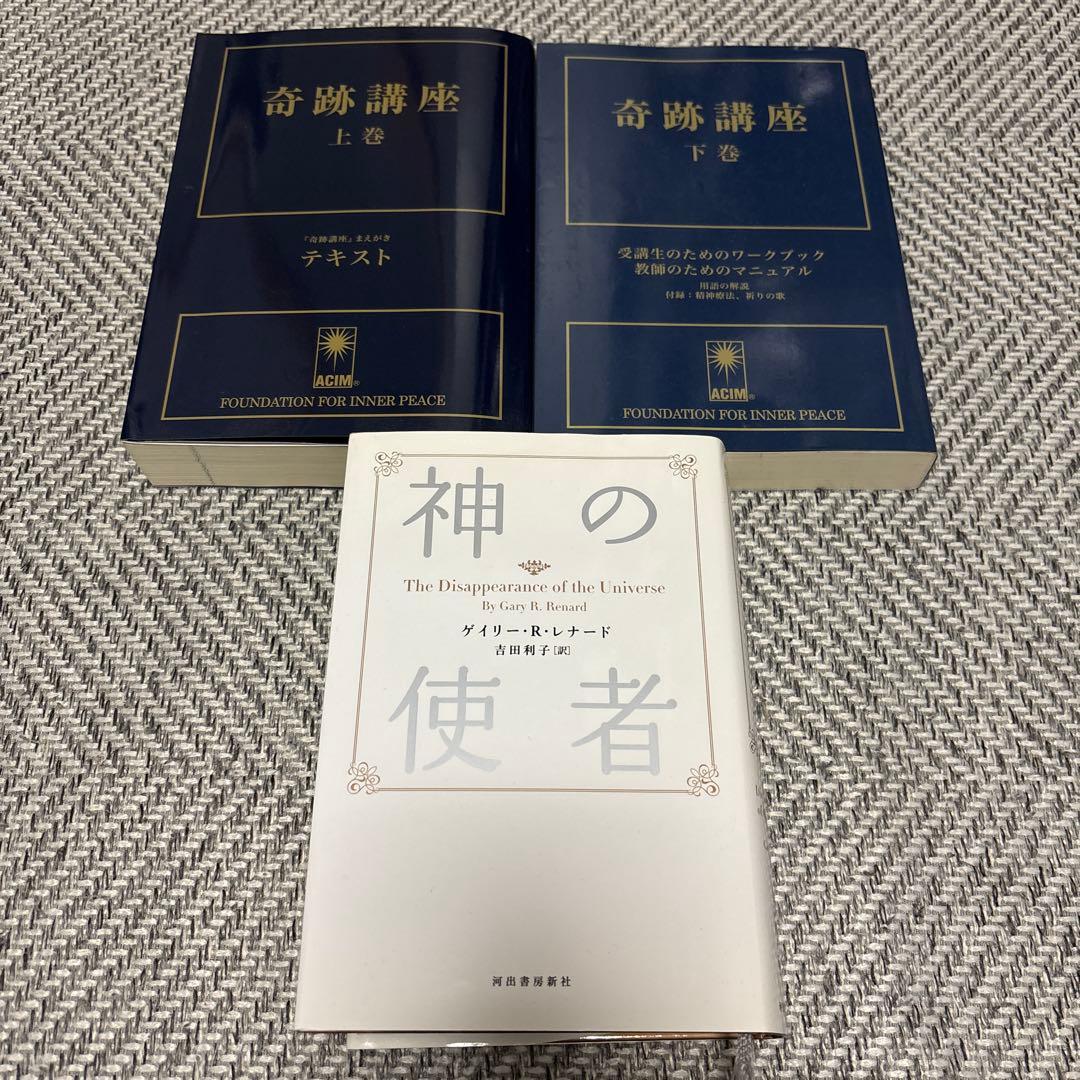 奇跡講座
上巻
『奇跡講座』まえがき
テキスト
ACIM®
FOUNDATION FOR INNER PEACE
奇跡講座
下巻
受講生のためのワークブック
教師のためのマニュアル
用語の解説
付録：精神療法、祈りの歌
ACIM®
FOUNDATION FOR INNER PEACE
神の
The Disappearance of the Universe
By Gary R. Renard
ゲイリー・R・レナード
吉田利子［訳］
使者
河出書房新社